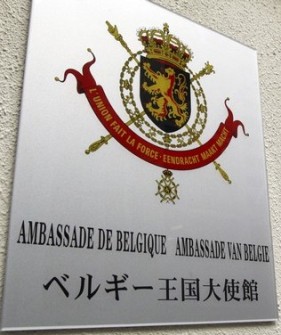 L'UNION FAIT LA FORCE · EENDRACHT MAAKT MACHT
AMBASSADE DE BELGIQUE AMBASSADE VAN BELGIE
ベルギー王国大使館